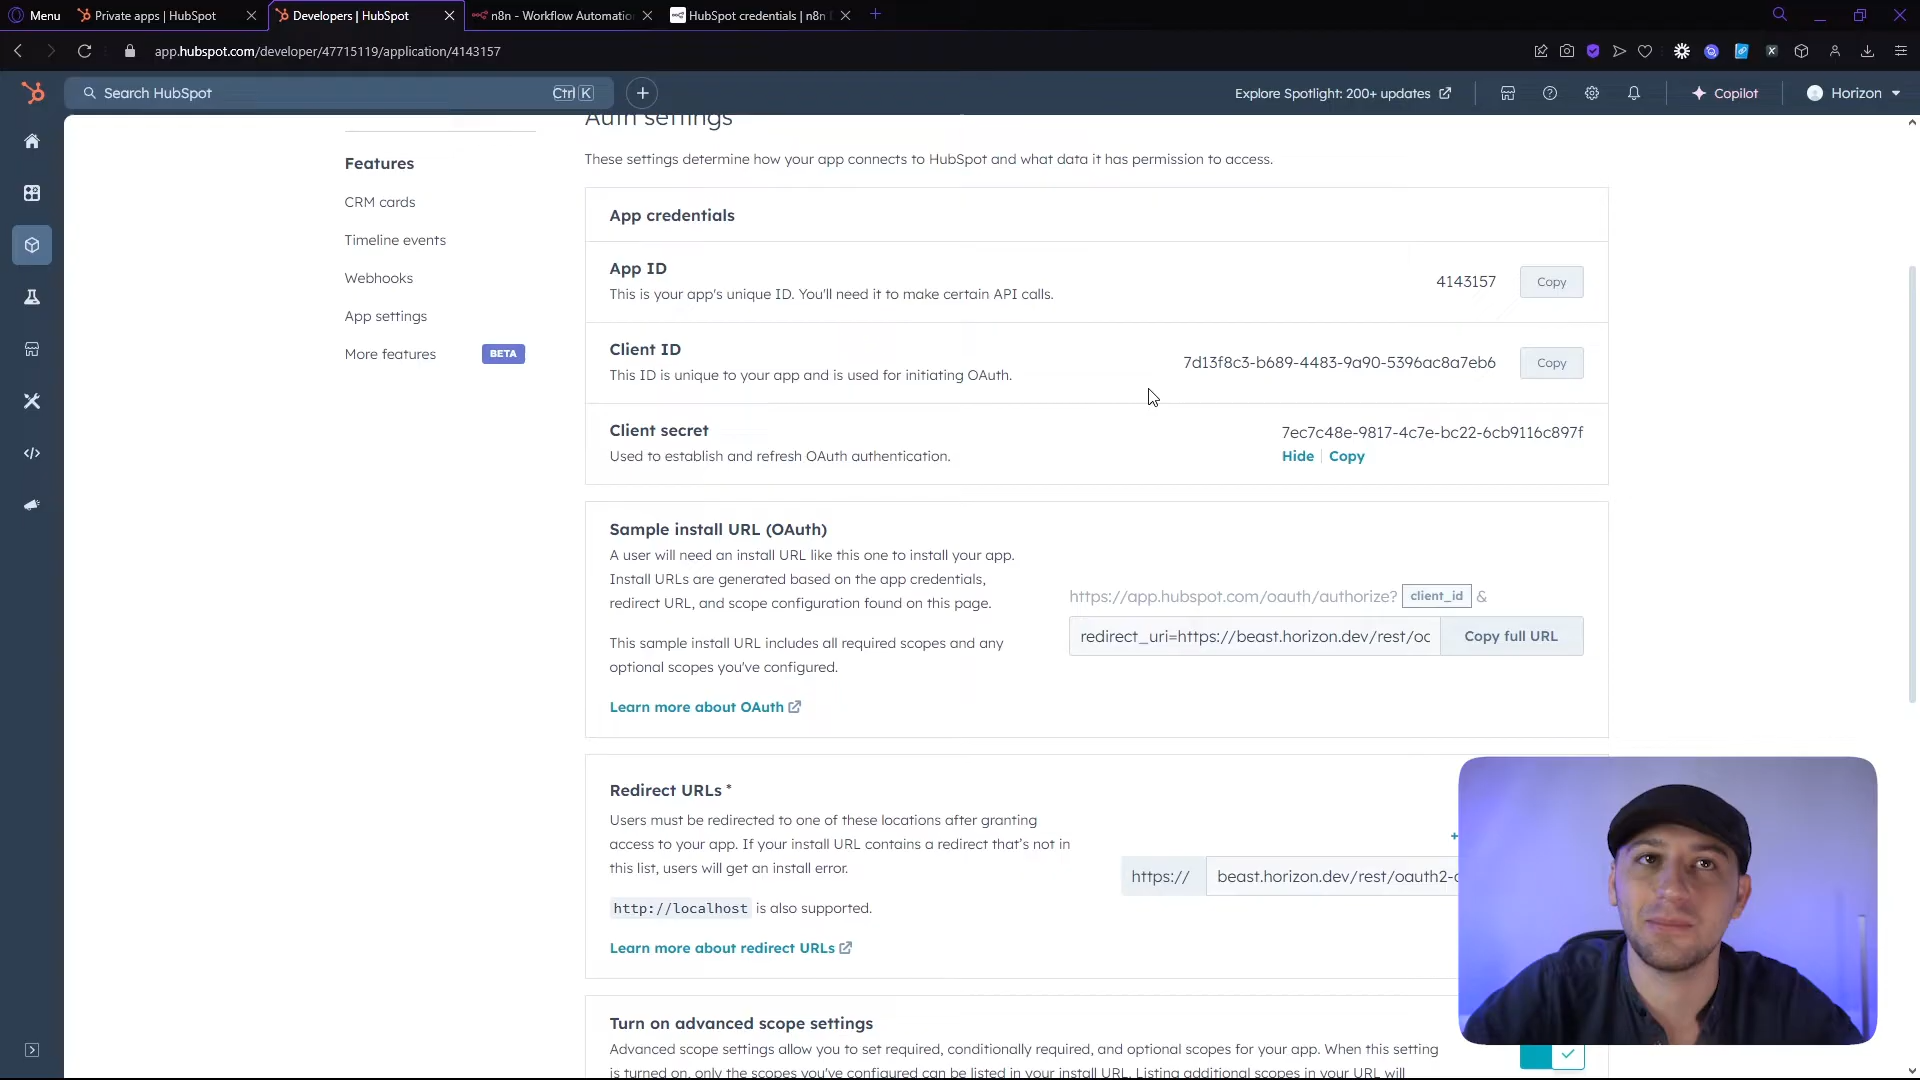 Menu
Private apps | HubSpot
Developers | HubSpot
n8n - Workflow Automation
HubSpot credentials | n8n
app.hubspot.com/developer/47715119/application/4143157
Search HubSpot
Ctrl K
Explore Spotlight: 200+ updates
Copilot
Horizon
Auth settings
These settings determine how your app connects to HubSpot and what data it has permission to access.
Features
CRM cards
Timeline events
Webhooks
App settings
More features
BETA
App credentials
App ID
This is your app's unique ID. You'll need it to make certain API calls.
4143157
Copy
Client ID
This ID is unique to your app and is used for initiating OAuth.
7d13f8c3-b689-4483-9a90-5396ac8a7eb6
Copy
Client secret
Used to establish and refresh OAuth authentication.
7ec7c48e-9817-4c7e-bc22-6cb9116c897f
Hide | Copy
Sample install URL (OAuth)
A user will need an install URL like this one to install your app.
Install URLs are generated based on the app credentials,
redirect URL, and scope configuration found on this page.
This sample install URL includes all required scopes and any
optional scopes you've configured.
Learn more about OAuth
https://app.hubspot.com/oauth/authorize? client_id &
redirect_uri=https://beast.horizon.dev/rest/oc
Copy full URL
Redirect URLs *
Users must be redirected to one of these locations after granting
access to your app. If your install URL contains a redirect that's not in
this list, users will get an install error.
http://localhost is also supported.
Learn more about redirect URLs
+
https://
beast.horizon.dev/rest/oauth2-c
Turn on advanced scope settings
Advanced scope settings allow you to set required, conditionally required, and optional scopes for your app. When this setting
is turned on, only the scopes you've configured can be listed in your install URL. Listing additional scopes in your URL will